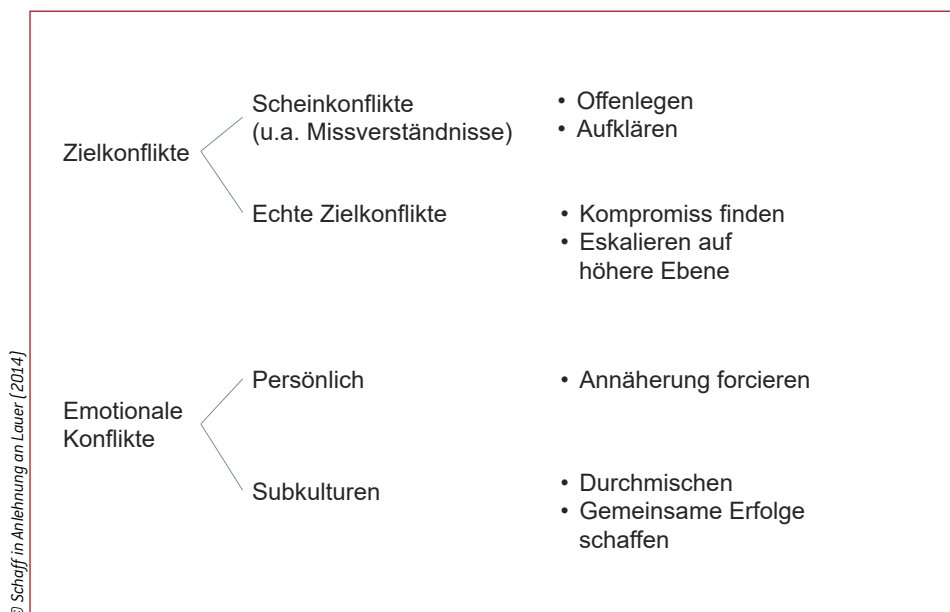 Zielkonflikte
Scheinkonflikte
(u.a. Missverständnisse)
• Offenlegen
• Aufklären
Echte Zielkonflikte
• Kompromiss finden
• Eskalieren auf
höhere Ebene
Emotionale
Konflikte
Persönlich
• Annäherung forcieren
Subkulturen
• Durchmischen
• Gemeinsame Erfolge
schaffen
Schaff in Anlehnung an Lauer (2014)